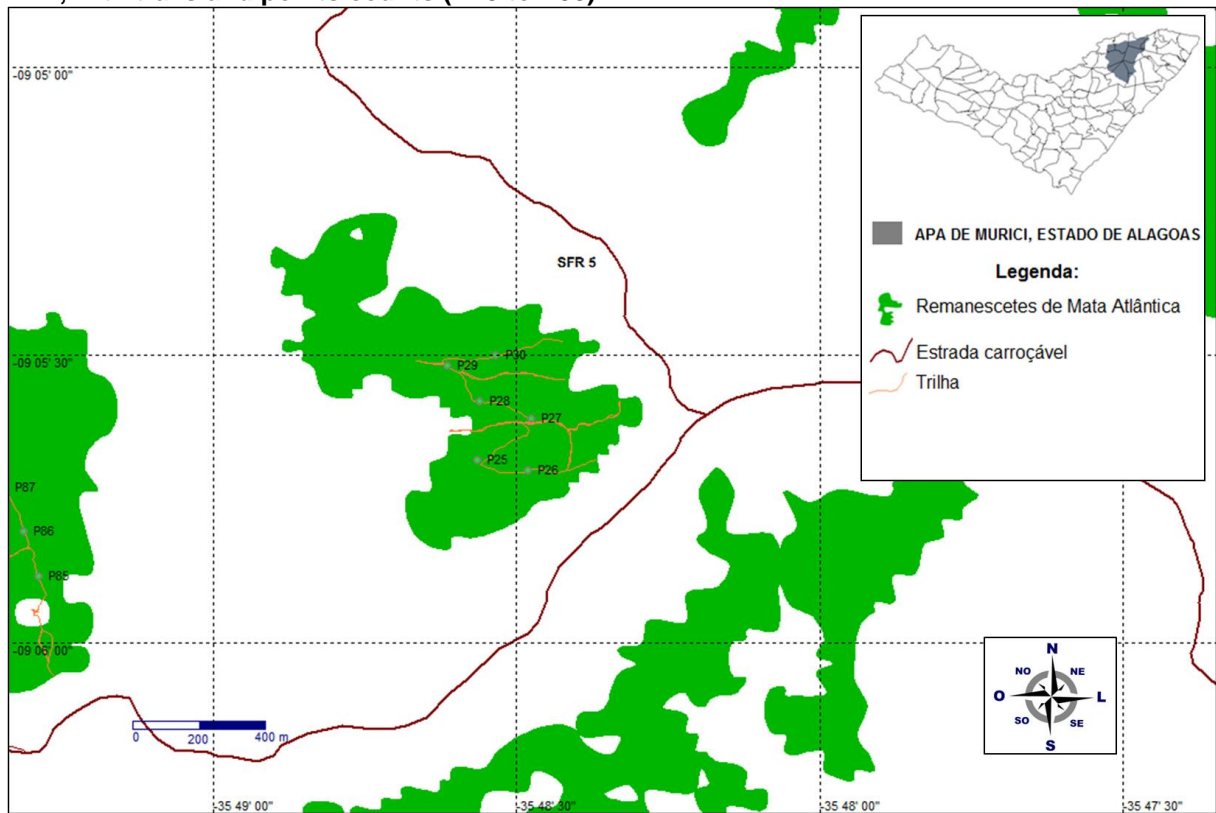 -09 05' 00"
SFR 5
-09 05' 30"
P30
P29
P28
P27
P25
P26
P87
P86
P85
-09 06' 00"
0 200 400 m
-35 49' 00"
-35 48' 30"
-35 48' 00"
-35 47' 30"
APA DE MURICI, ESTADO DE ALAGOAS
Legenda:
Remanescetes de Mata Atlântica
Estrada carroçável
Trilha
N
NO
NE
O
L
SO
SE
S